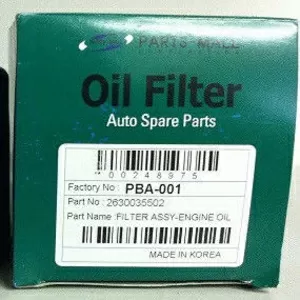 PARTS MALL
Oil Filter
Auto Spare Parts
00248975
Factory No : PBA-001
Part No : 2630035502
Part Name : FILTER ASSY-ENGINE OIL
MADE IN KOREA